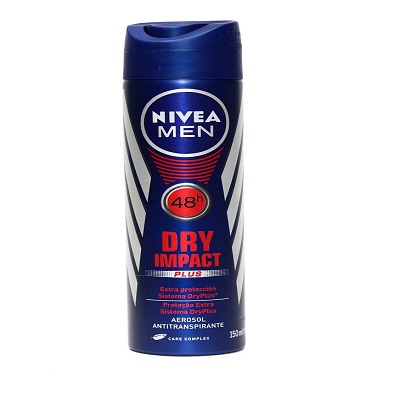 NIVEA
MEN
48h
DRY
IMPACT
PLUS
Extra protección
Sistema DryPlus*
Proteção Extra
Sistema DryPlus
AEROSOL
ANTITRANSPIRANTE
CARE COMPLEX
150 ml